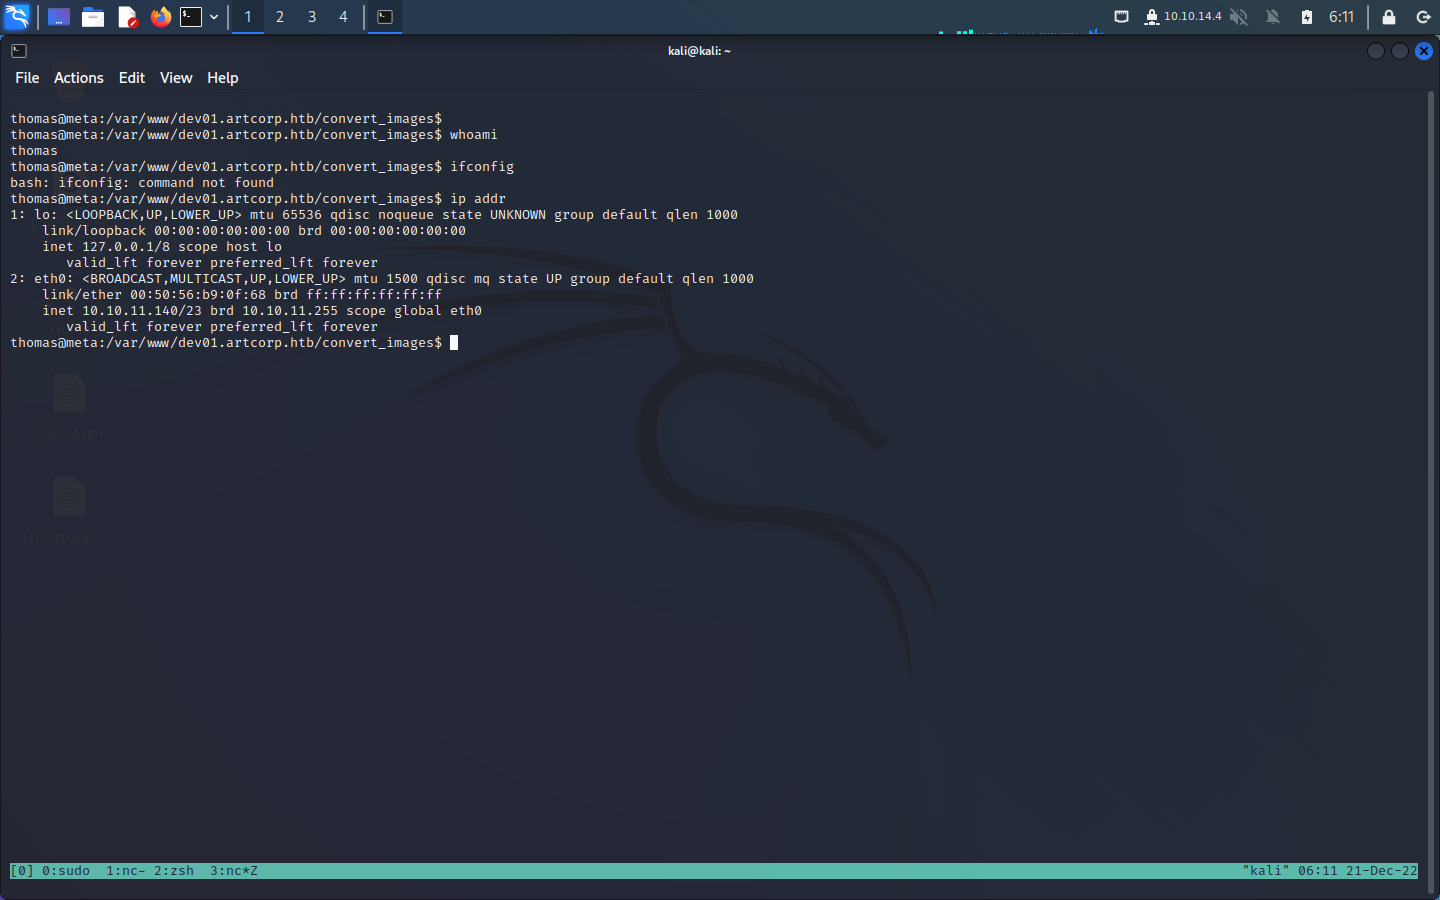 1 2 3 4 10.10.14.4 6:11
kali@kali: ~
File Actions Edit View Help
thomas@meta:/var/www/dev01.artcorp.htb/convert_images$
thomas@meta:/var/www/dev01.artcorp.htb/convert_images$ whoami
thomas
thomas@meta:/var/www/dev01.artcorp.htb/convert_images$ ifconfig
bash: ifconfig: command not found
thomas@meta:/var/www/dev01.artcorp.htb/convert_images$ ip addr
1: lo: <LOOPBACK,UP,LOWER_UP> mtu 65536 qdisc noqueue state UNKNOWN group default qlen 1000
    link/loopback 00:00:00:00:00:00 brd 00:00:00:00:00:00
    inet 127.0.0.1/8 scope host lo
       valid_lft forever preferred_lft forever
2: eth0: <BROADCAST,MULTICAST,UP,LOWER_UP> mtu 1500 qdisc mq state UP group default qlen 1000
    link/ether 00:50:56:b9:0f:68 brd ff:ff:ff:ff:ff:ff
    inet 10.10.11.140/23 brd 10.10.11.255 scope global eth0
       valid_lft forever preferred_lft forever
thomas@meta:/var/www/dev01.artcorp.htb/convert_images$
ziven.ovpn
[0] 0:sudo  1:nc- 2:zsh  3:nc*Z "kali" 06:11 21-Dec-22